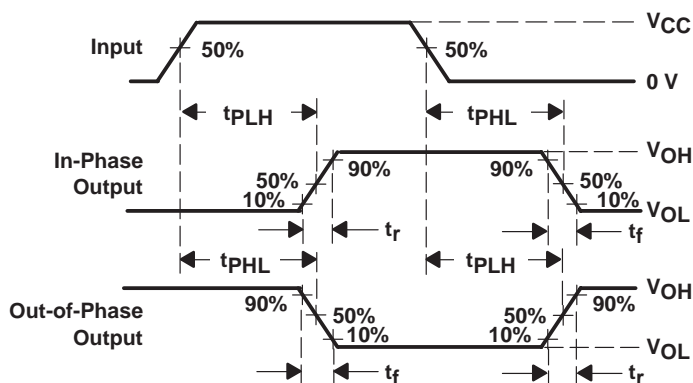 Input
50%
50%
VCC
0 V
tPLH
tPHL
In-Phase
Output
50%
10%
90%
90%
50%
10%
VOH
VOL
tr
tf
tPHL
tPLH
Out-of-Phase
Output
90%
50%
10%
50%
10%
90%
VOH
VOL
tf
tr